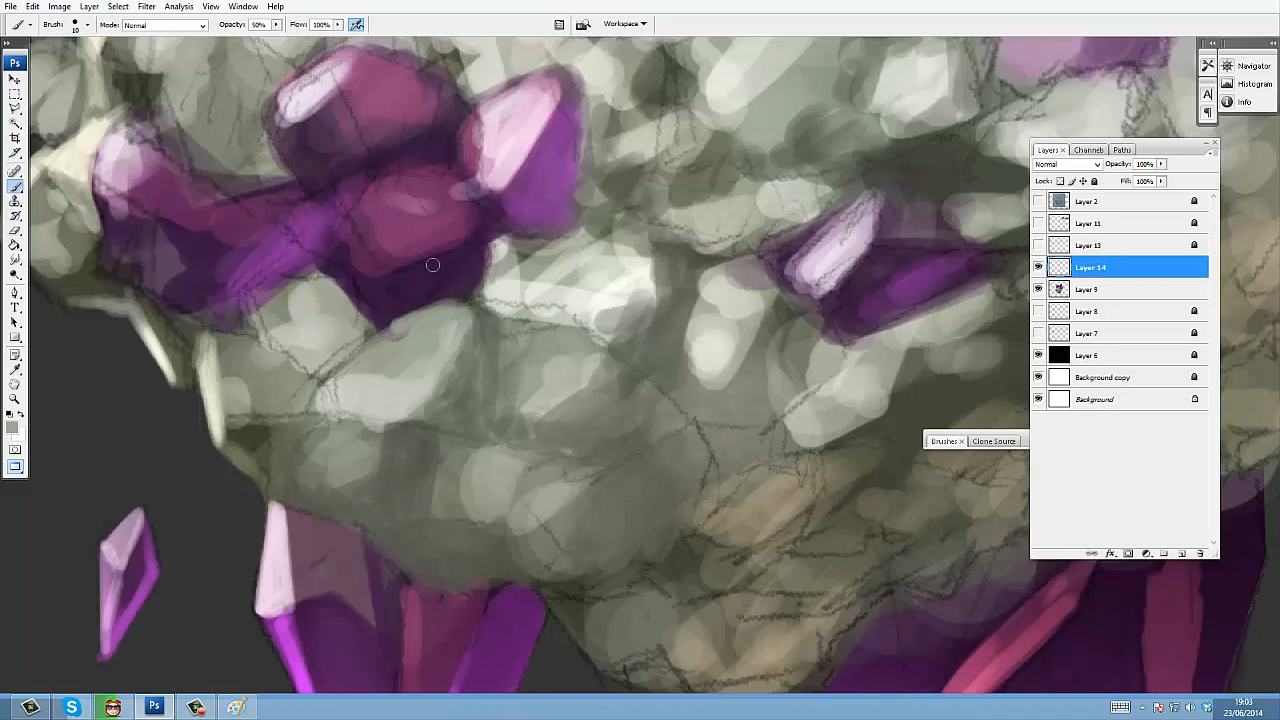 File Edit Image Layer Select Filter Analysis View Window Help
Brush: 10 Mode: Normal Opacity: 50% Flow: 100% Workspace
Ps
Navigator
Histogram
Info
Layers Channels Paths
Normal Opacity: 100%
Lock: Fill: 100%
Layer 2
Layer 11
Layer 13
Layer 14
Layer 9
Layer 8
Layer 7
Layer 6
Background copy
Background
Brushes Clone Source
19:03
23/06/2014